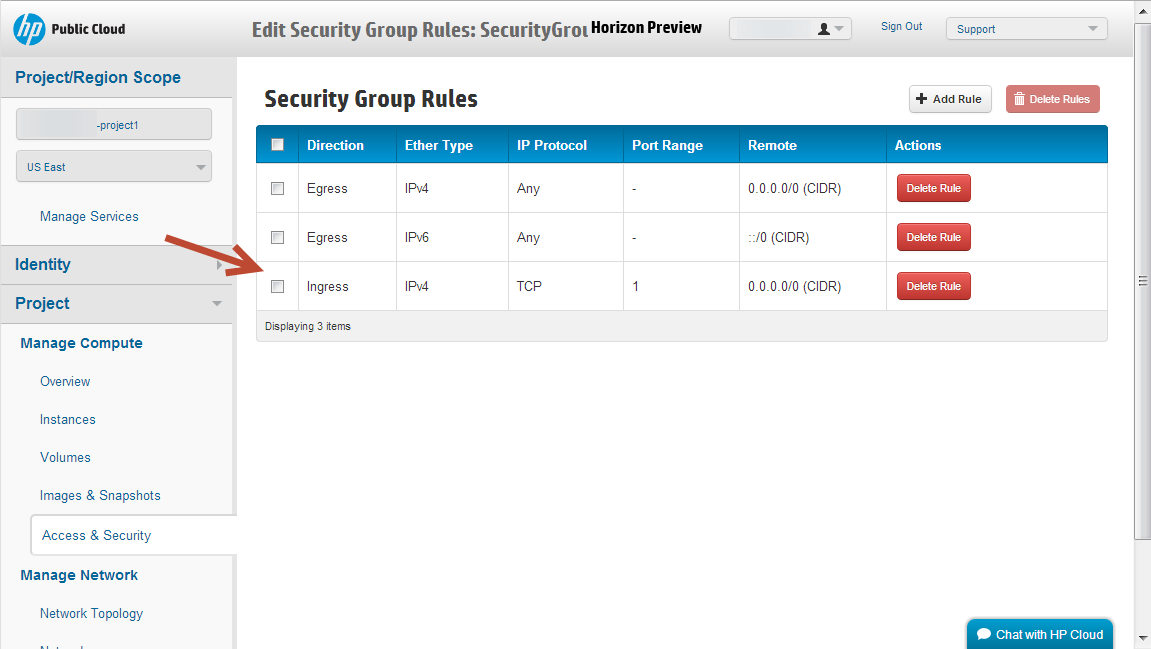 hp Public Cloud
Edit Security Group Rules: SecurityGrou
Horizon Preview
Sign Out
Support
Project/Region Scope
-project1
US East
Manage Services
Identity
Project
Manage Compute
Overview
Instances
Volumes
Images & Snapshots
Access & Security
Manage Network
Network Topology
Security Group Rules
Add Rule
Delete Rules
Direction Ether Type IP Protocol Port Range Remote Actions
Egress IPv4 Any - 0.0.0.0/0 (CIDR) Delete Rule
Egress IPv6 Any - ::/0 (CIDR) Delete Rule
Ingress IPv4 TCP 1 0.0.0.0/0 (CIDR) Delete Rule
Displaying 3 items
Chat with HP Cloud